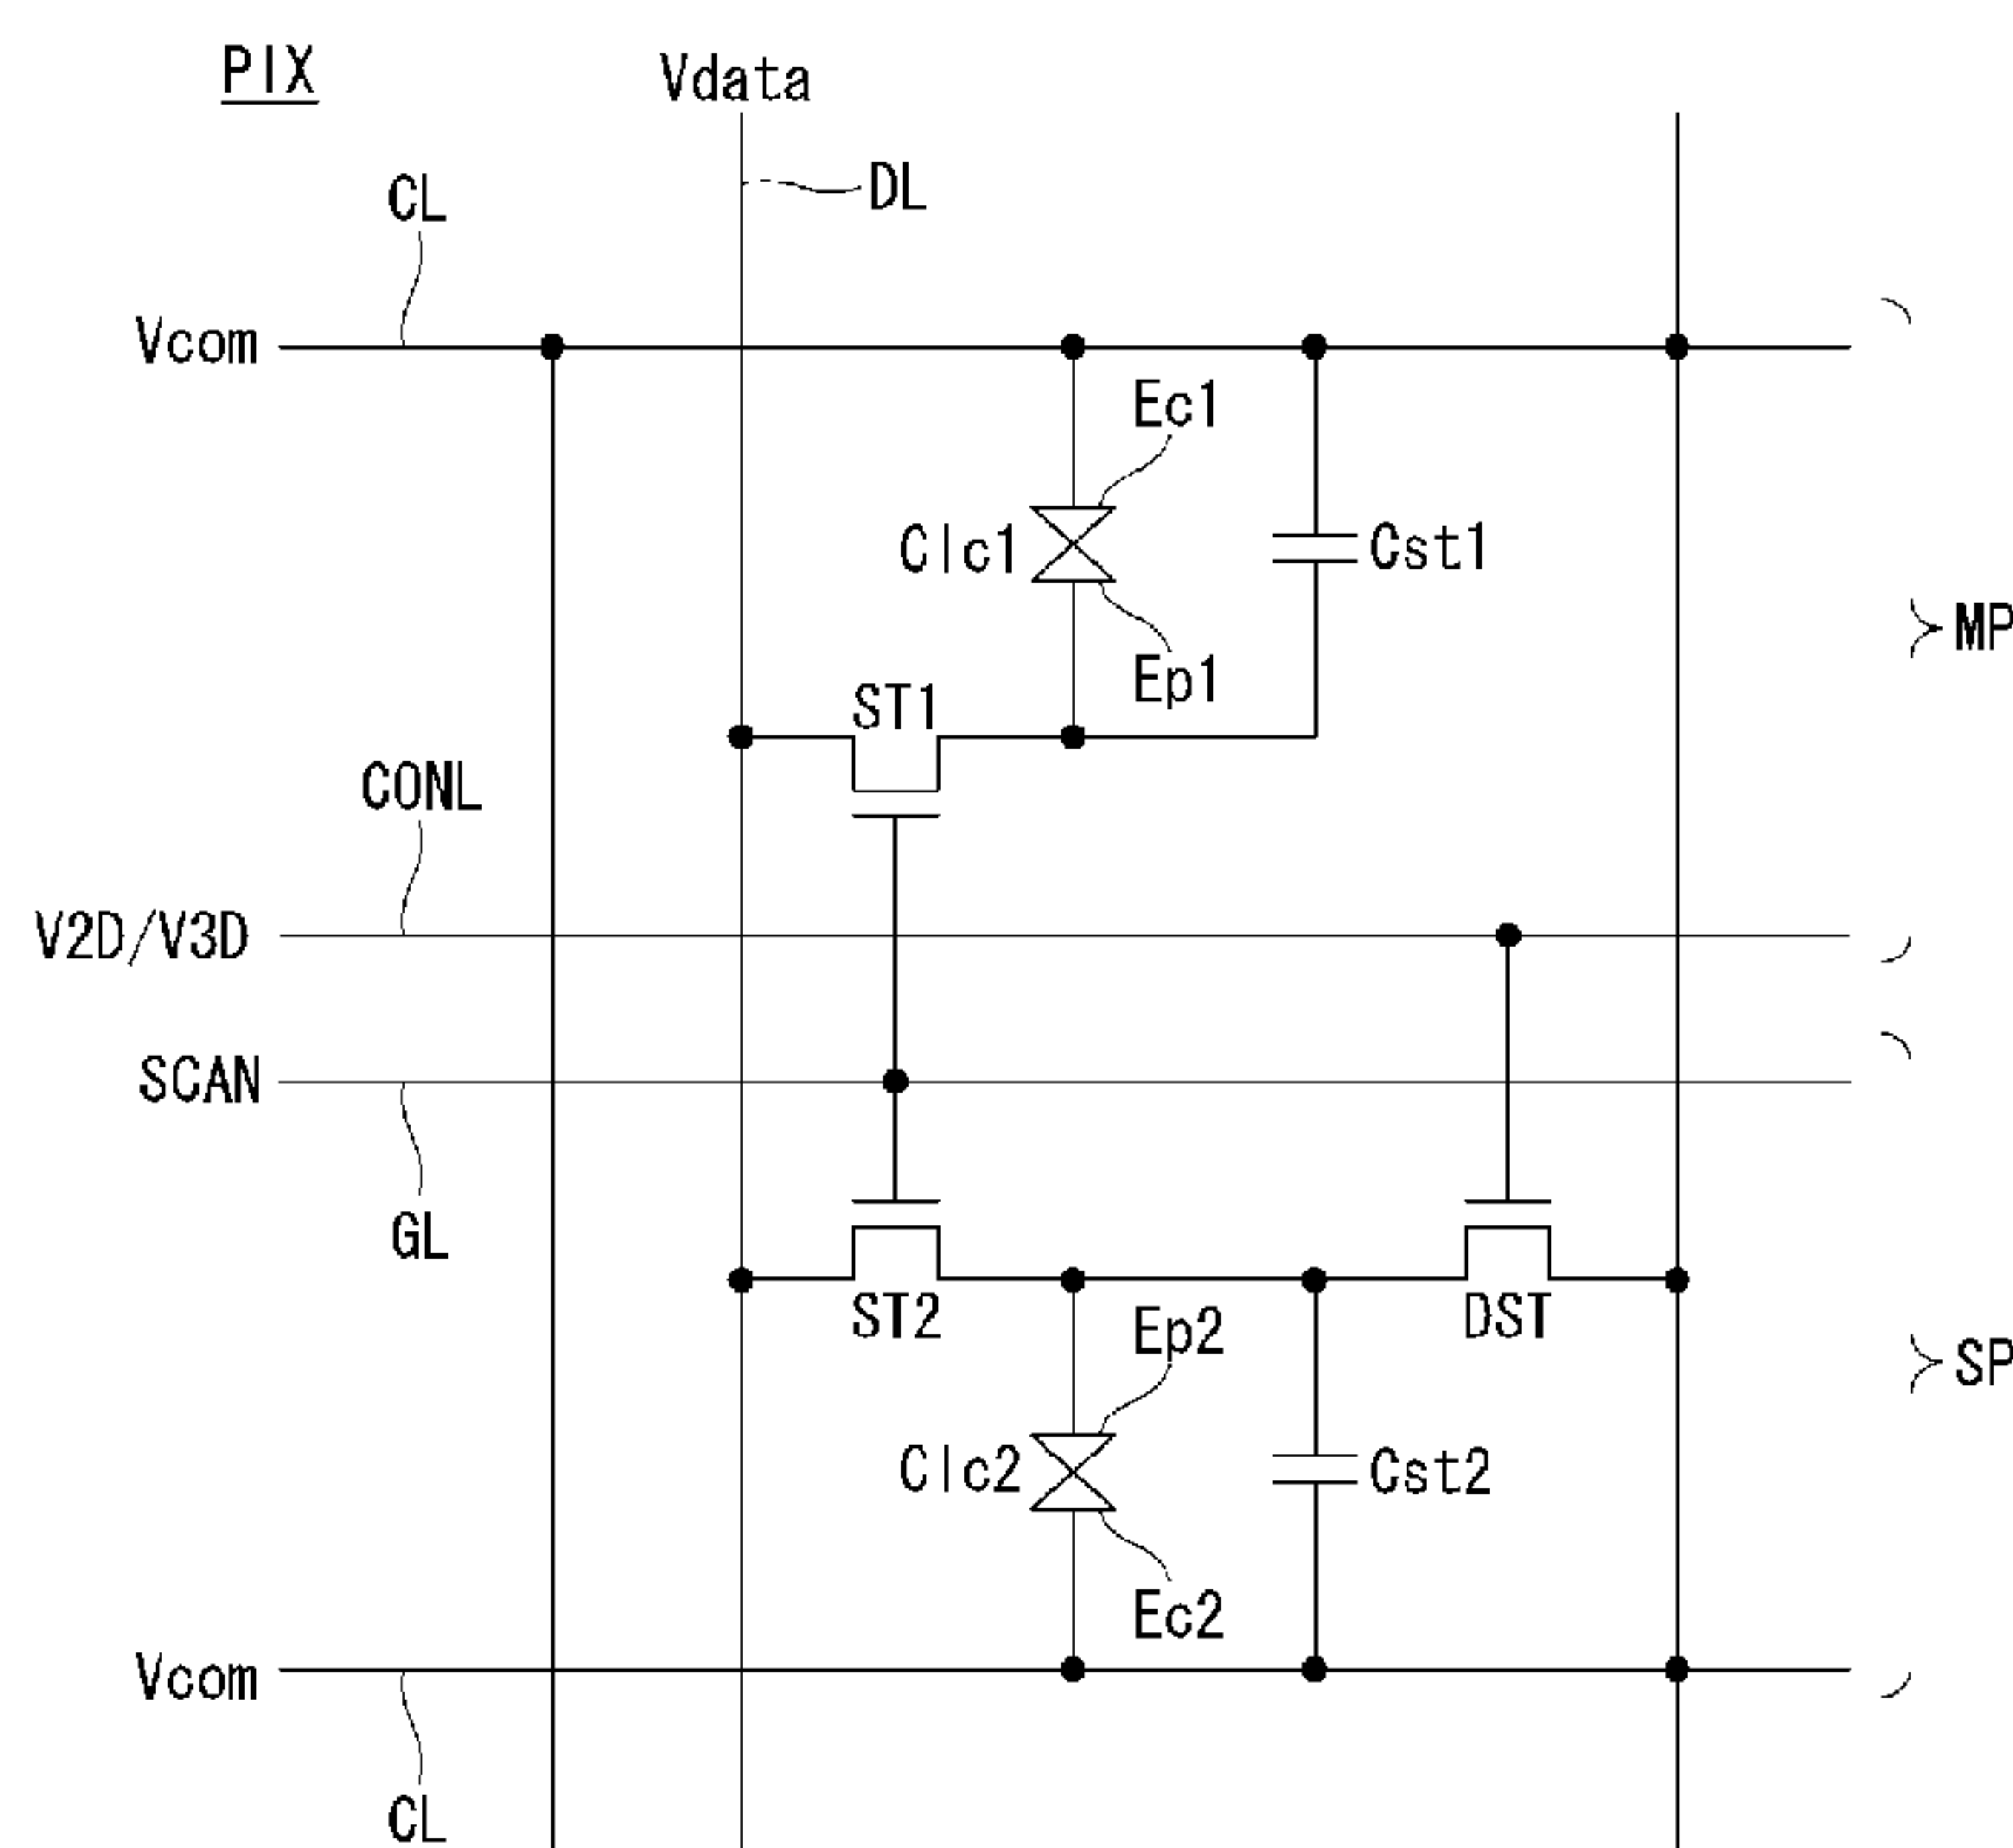 PIX
Vdata
CL
DL
Vcom
Ec1
Clc1
Cst1
MP
Ep1
ST1
CONL
V2D/V3D
SCAN
GL
ST2
Ep2
DST
SP
Clc2
Cst2
Ec2
Vcom
CL